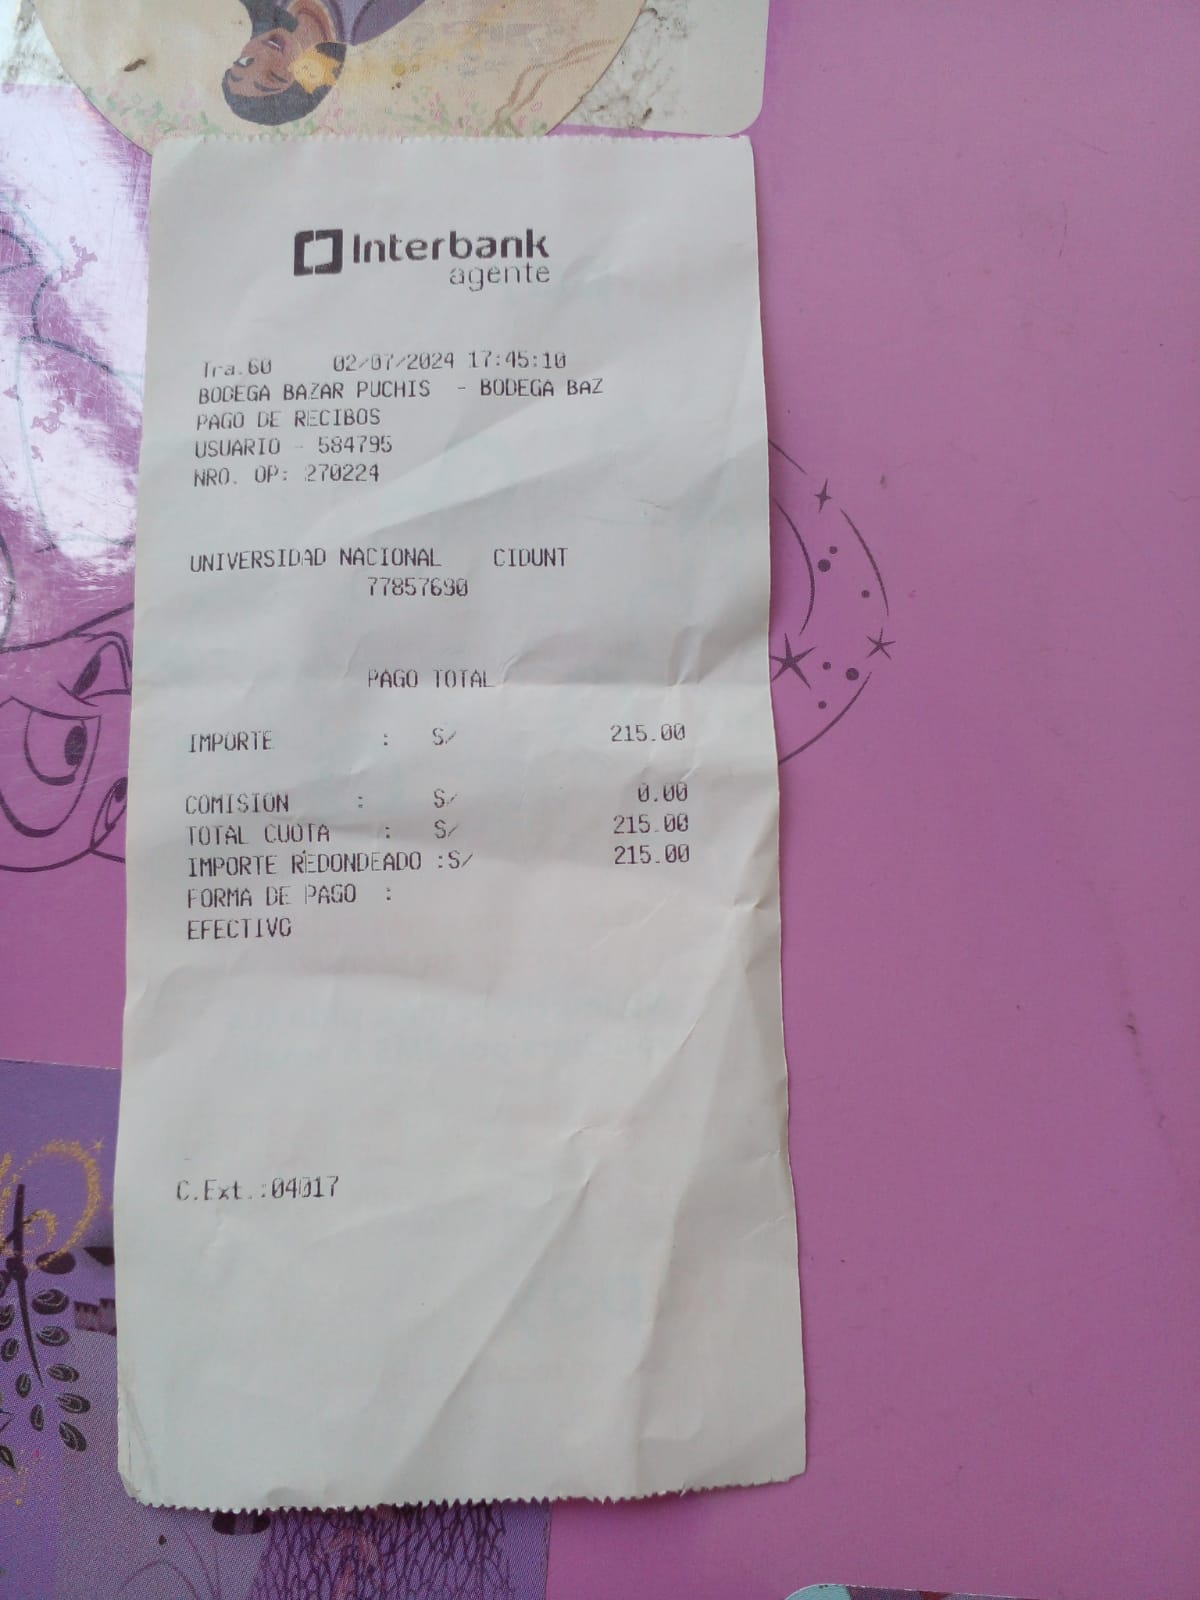 Interbank
agente
Tra.60 02/07/2024 17:45:10
BODEGA BAZAR PUCHIS - BODEGA BAZ
PAGO DE RECIBOS
USUARIO - 584795
NRO. OP: 270224
UNIVERSIDAD NACIONAL CIDUNT
77857690
PAGO TOTAL
IMPORTE : S/ 215.00
COMISION : S/ 0.00
TOTAL CUOTA : S/ 215.00
IMPORTE REDONDEADO :S/ 215.00
FORMA DE PAGO :
EFECTIVO
C.Ext.:04017